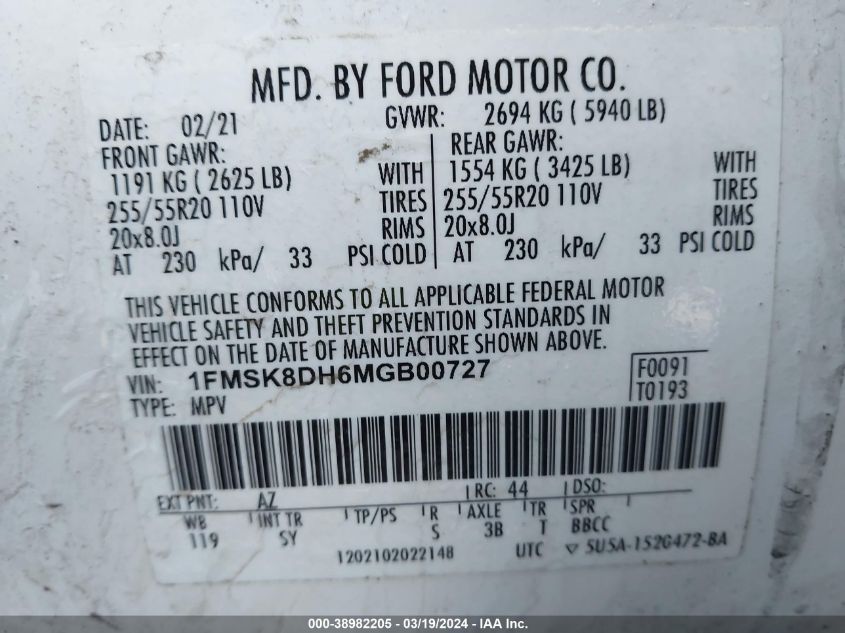 MFD. BY FORD MOTOR CO.
DATE: 02/21 GVWR: 2694 KG ( 5940 LB)
FRONT GAWR: REAR GAWR:
1191 KG ( 2625 LB) WITH 1554 KG ( 3425 LB) WITH
255/55R20 110V TIRES 255/55R20 110V TIRES
20x8.0J RIMS 20x8.0J RIMS
AT 230 kPa/ 33 PSI COLD AT 230 kPa/ 33 PSI COLD
THIS VEHICLE CONFORMS TO ALL APPLICABLE FEDERAL MOTOR
VEHICLE SAFETY AND THEFT PREVENTION STANDARDS IN
EFFECT ON THE DATE OF MANUFACTURE SHOWN ABOVE.
VIN: 1FMSK8DH6MGB00727 F0091
TYPE: MPV T0193
EXT PNT: AZ RC: 44 DSO:
WB INT TR TP/PS R AXLE TR SPR
119 SY S 3B T BBCC
1202102022148 UTC ▽ 5U5A-1520472-BA
000-38982205 - 03/19/2024 - IAA Inc.